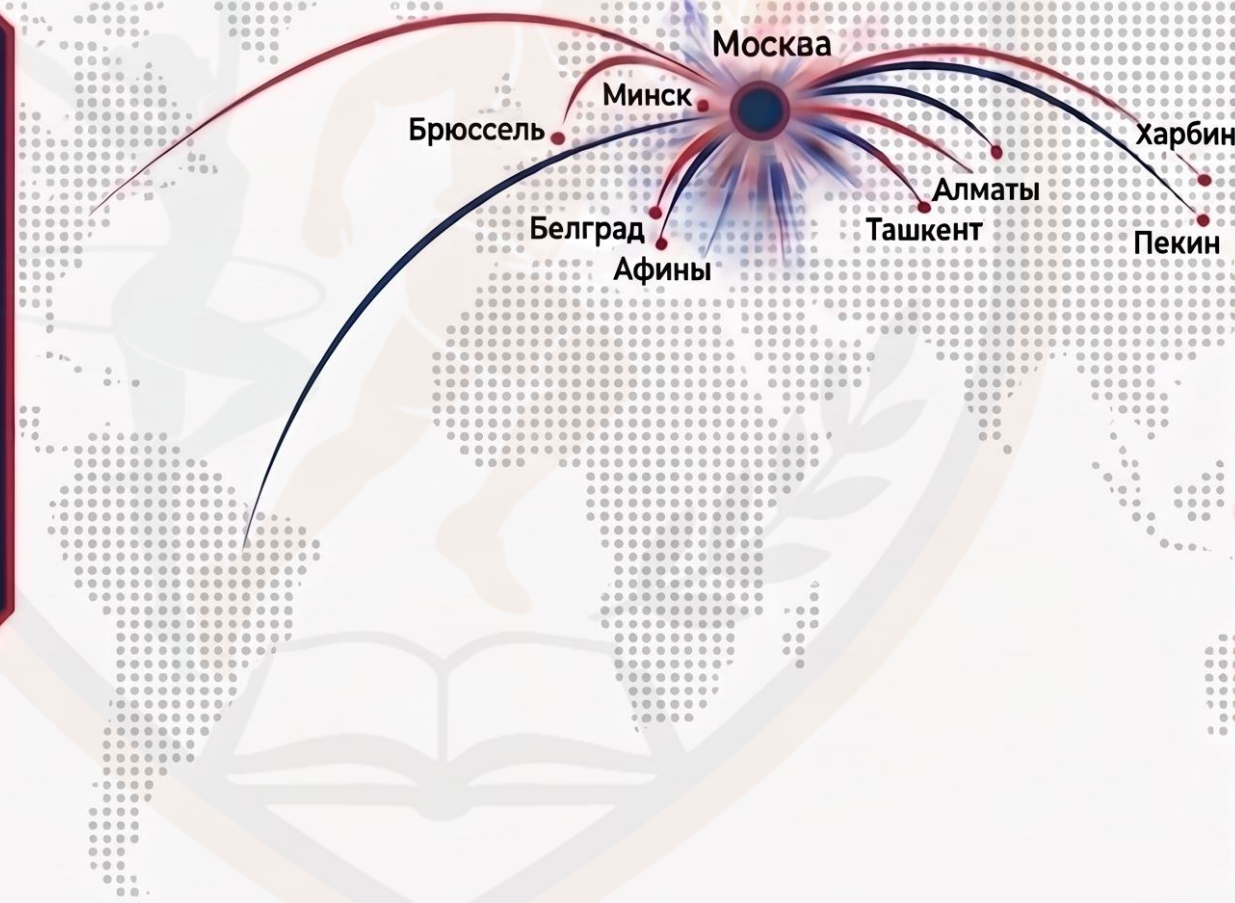 Москва
Минск
Брюссель
Харбин
Алматы
Белград
Ташкент
Пекин
Афины